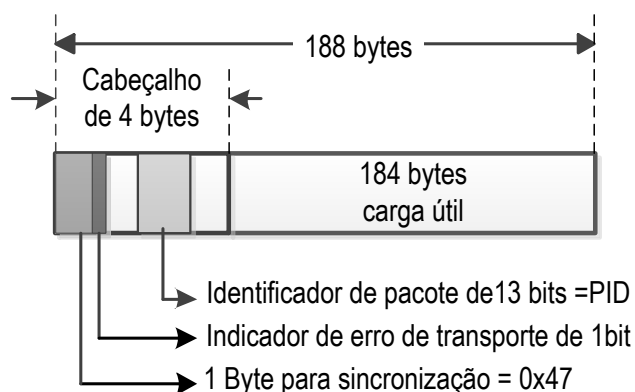 188 bytes
Cabeçalho
de 4 bytes
184 bytes
carga útil
Identificador de pacote de13 bits =PID
Indicador de erro de transporte de 1bit
1 Byte para sincronização = 0x47